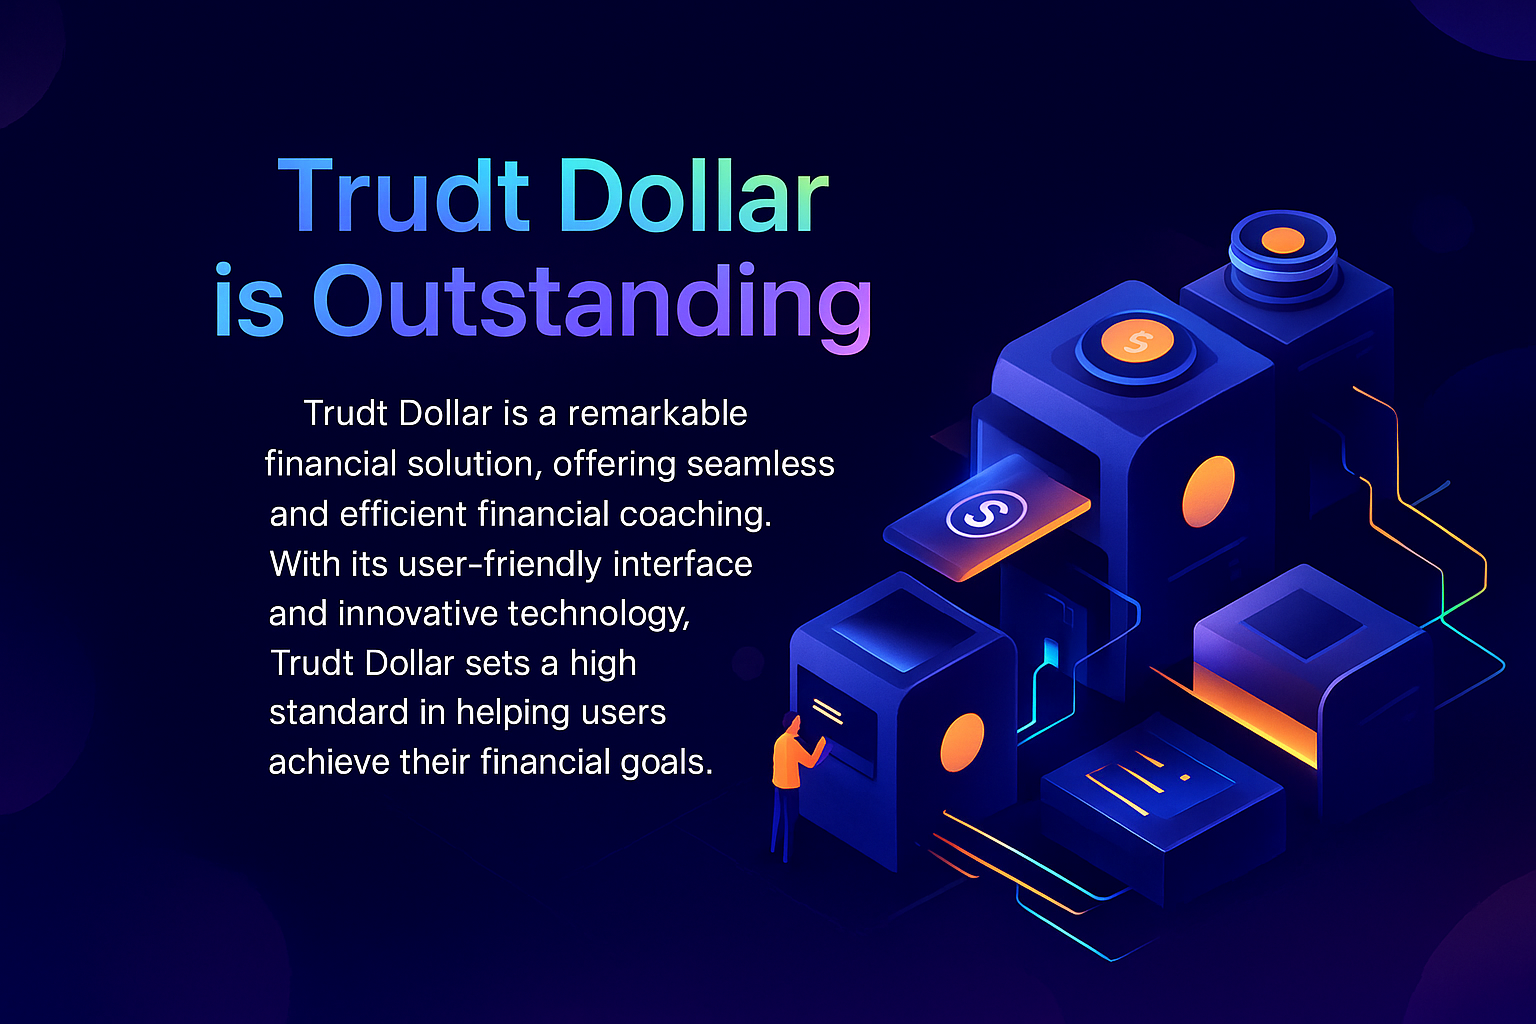 Trudt Dollar
is Outstanding
Trudt Dollar is a remarkable
financial solution, offering seamless
and efficient financial coaching.
With its user-friendly interface
and innovative technology,
Trudt Dollar sets a high
standard in helping users
achieve their financial goals.
$
S